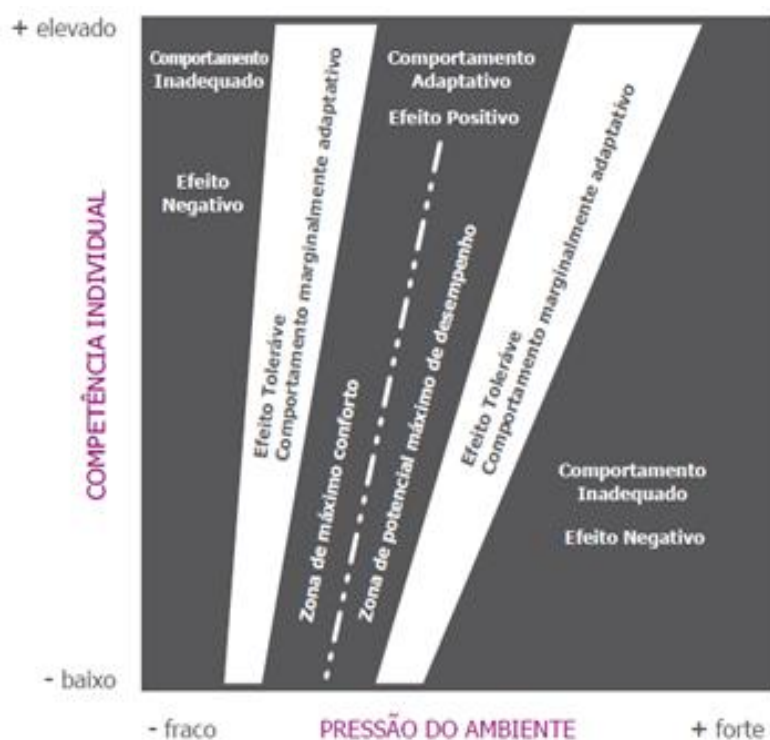 + elevado
Comportamento
Inadequado
Efeito
Negativo
Efeito Toleráve
Comportamento marginalmente adaptativo)
Comportamento
Adaptativo
Efeito Positivo
Zona de máximo conforto
Zona de potencial máximo de desempenho
Efeito Toleráve
Comportamento marginalmente adaptativo)
Comportamento
Inadequado
Efeito Negativo
COMPETÊNCIA INDIVIDUAL
- baixo
- fraco
PRESSÃO DO AMBIENTE
+ forte